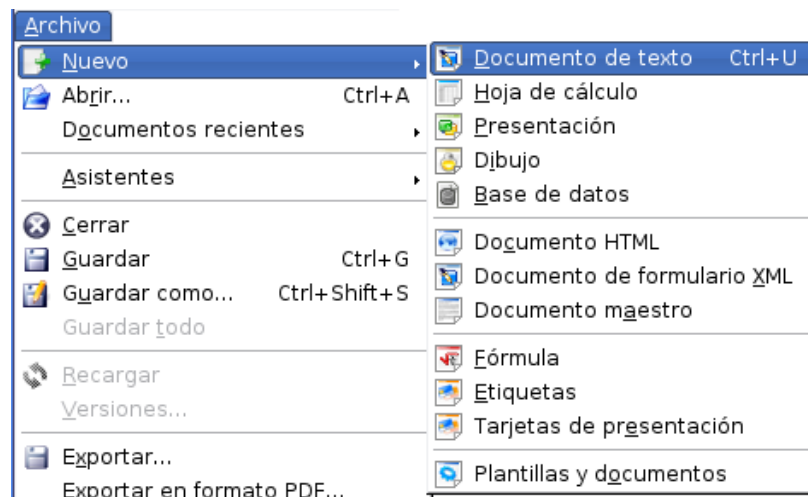 Archivo
Nuevo
Abrir... Ctrl+A
Documentos recientes
Asistentes
Cerrar
Guardar Ctrl+G
Guardar como... Ctrl+Shift+S
Guardar todo
Recargar
Versiones...
Exportar...
Exportar en formato PDF...
Documento de texto Ctrl+U
Hoja de cálculo
Presentación
Dibujo
Base de datos
Documento HTML
Documento de formulario XML
Documento maestro
Fórmula
Etiquetas
Tarjetas de presentación
Plantillas y documentos